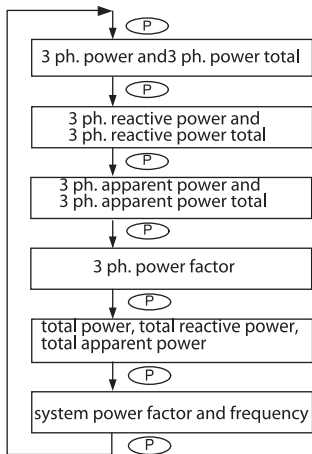 P
3 ph. power and3 ph. power total
P
3 ph. reactive power and
3 ph. reactive power total
P
3 ph. apparent power and
3 ph. apparent power total
P
3 ph. power factor
P
total power, total reactive power,
total apparent power
P
system power factor and frequency
P